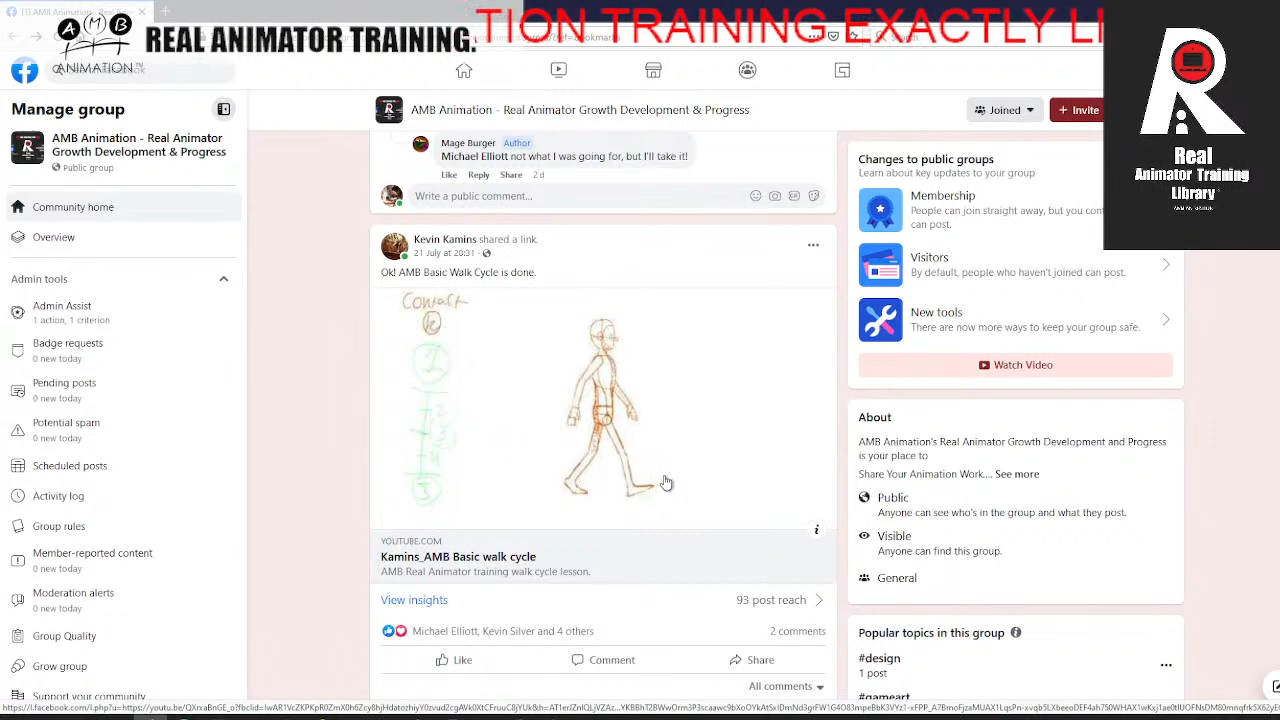 (1) AMB Animation - Real Ani
AMB
ANIMATION
REAL ANIMATOR TRAINING.
TION TRAINING EXACTLY LI
Search
R
Real
Animator Training
Library
Manage group
AMB Animation - Real Animator
Growth Development & Progress
Public group
Community home
Overview
Admin tools
Admin Assist
1 action, 1 criterion
Badge requests
0 new today
Pending posts
0 new today
Potential spam
0 new today
Scheduled posts
Activity log
Group rules
Member-reported content
0 new today
Moderation alerts
0 new today
Group Quality
Grow group
Support your community
AMB Animation - Real Animator Growth Development & Progress
Joined
+ Invite
Mage Burger Author
Michael Elliott not what I was going for, but I'll take it!
Like Reply Share 2 d
Write a public comment...
Kevin Kamins shared a link.
21 July at 20:31
Ok! AMB Basic Walk Cycle is done.
Contact
YOUTUBE.COM
Kamins_AMB Basic walk cycle
AMB Real Animator training walk cycle lesson.
View insights
93 post reach
Michael Elliott, Kevin Silver and 4 others
2 comments
Like
Comment
Share
All comments
Changes to public groups
Learn about key updates to your group
Membership
People can join straight away, but you cont
can post.
Visitors
By default, people who haven't joined can post.
New tools
There are now more ways to keep your group safe.
Watch Video
About
AMB Animation's Real Animator Growth Development and Progress
is your place to
Share Your Animation Work.... See more
Public
Anyone can see who's in the group and what they post.
Visible
Anyone can find this group.
General
Popular topics in this group
#design
1 post
#gameart